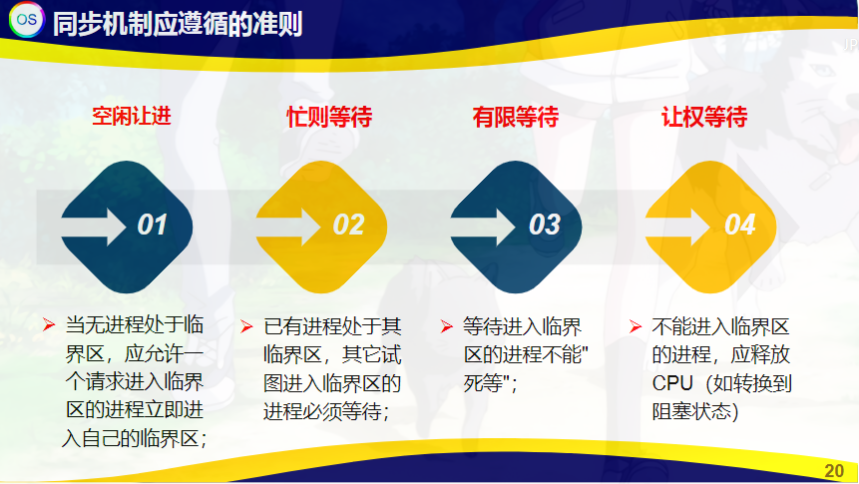 OS
同步机制应遵循的准则
空闲让进
忙则等待
有限等待
让权等待
01
02
03
04
➢ 当无进程处于临
界区，应允许一
个请求进入临界
区的进程立即进
入自己的临界区；
➢ 已有进程处于其
临界区，其它试
图进入临界区的
进程必须等待；
➢ 等待进入临界
区的进程不能"
死等"；
➢ 不能进入临界区
的进程，应释放
CPU（如转换到
阻塞状态）
20